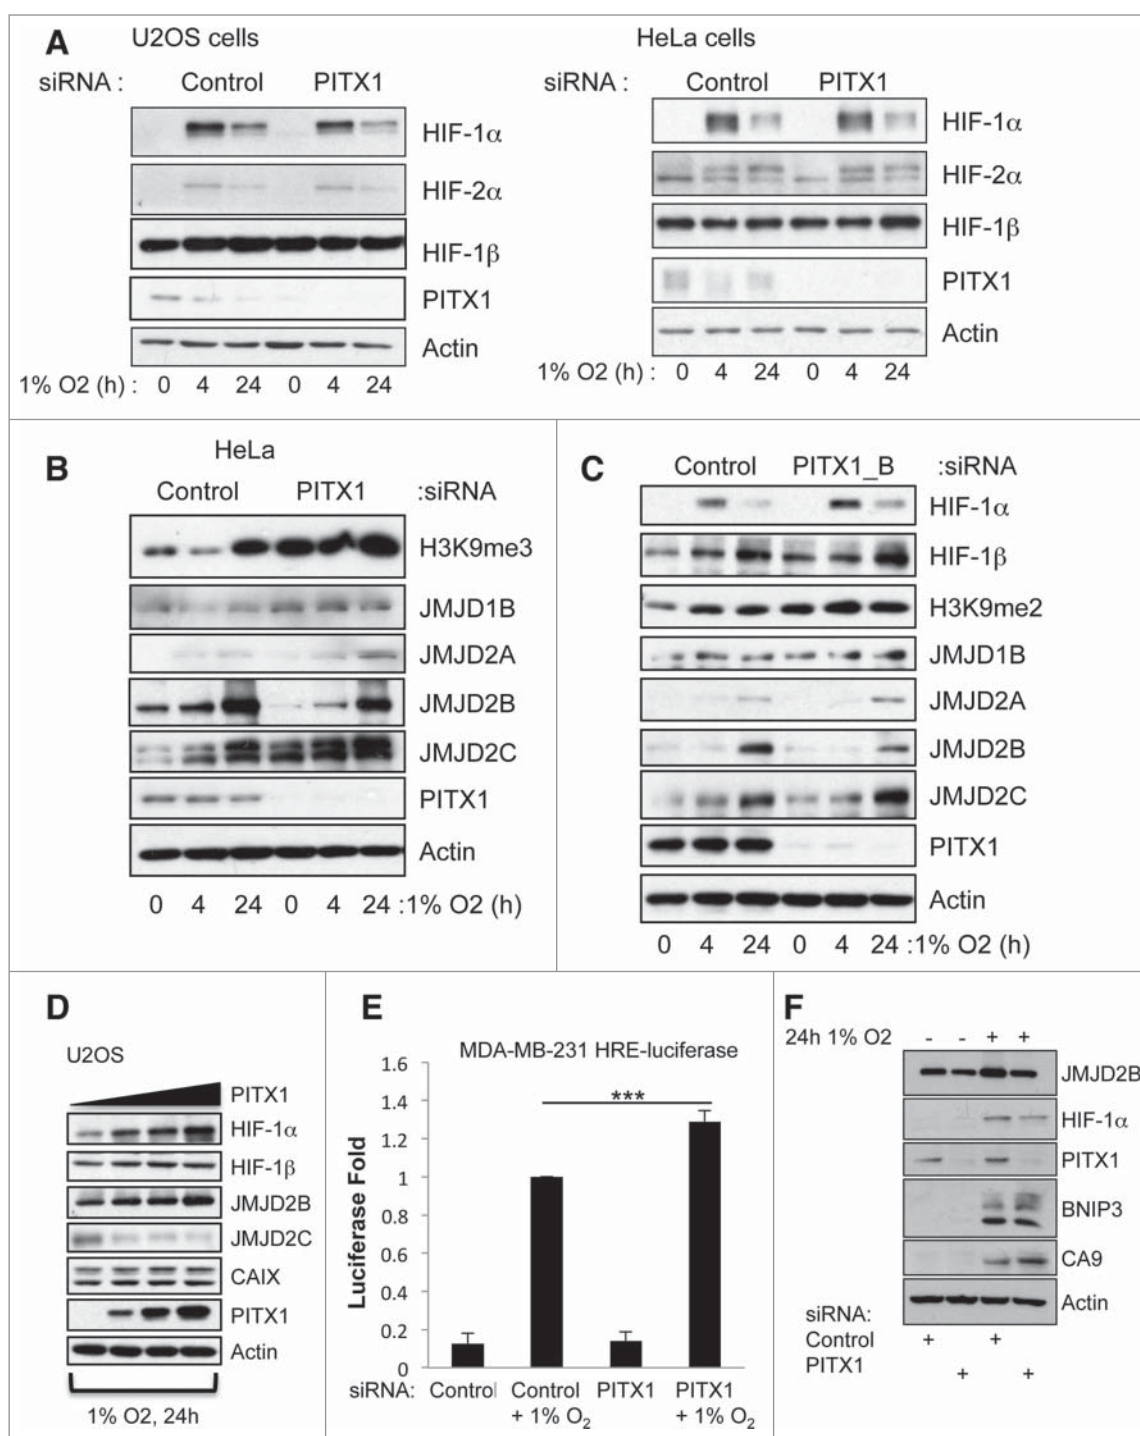 A
U2OS cells
siRNA : Control PITX1
HIF-1α
HIF-2α
HIF-1β
PITX1
Actin
1% O2 (h) : 0 4 24 0 4 24
HeLa cells
siRNA : Control PITX1
HIF-1α
HIF-2α
HIF-1β
PITX1
Actin
1% O2 (h) : 0 4 24 0 4 24
B
HeLa
Control PITX1 :siRNA
H3K9me3
JMJD1B
JMJD2A
JMJD2B
JMJD2C
PITX1
Actin
0 4 24 0 4 24 :1% O2 (h)
C
Control PITX1_B :siRNA
HIF-1α
HIF-1β
H3K9me2
JMJD1B
JMJD2A
JMJD2B
JMJD2C
PITX1
Actin
0 4 24 0 4 24 :1% O2 (h)
D
U2OS
PITX1
HIF-1α
HIF-1β
JMJD2B
JMJD2C
CAIX
PITX1
Actin
1% O2, 24h
E
MDA-MB-231 HRE-luciferase
Luciferase Fold
1.6
1.4
1.2
1
0.8
0.6
0.4
0.2
0
***
siRNA: Control Control PITX1 PITX1
+ 1% O2 + 1% O2
F
24h 1% O2 - - + +
JMJD2B
HIF-1α
PITX1
BNIP3
CA9
Actin
siRNA:
Control + +
PITX1 + +